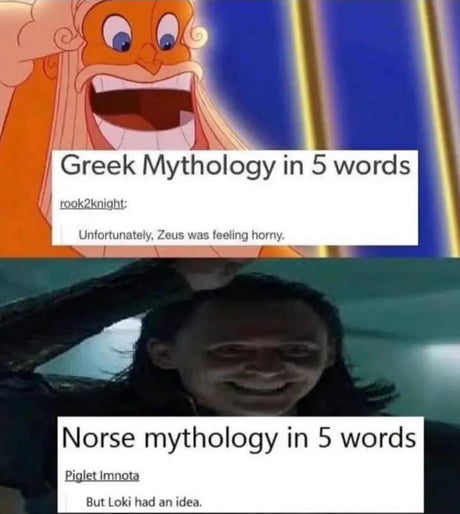 Greek Mythology in 5 words
rook2knight:
Unfortunately, Zeus was feeling horny.
Norse mythology in 5 words
Piglet Imnota
But Loki had an idea.